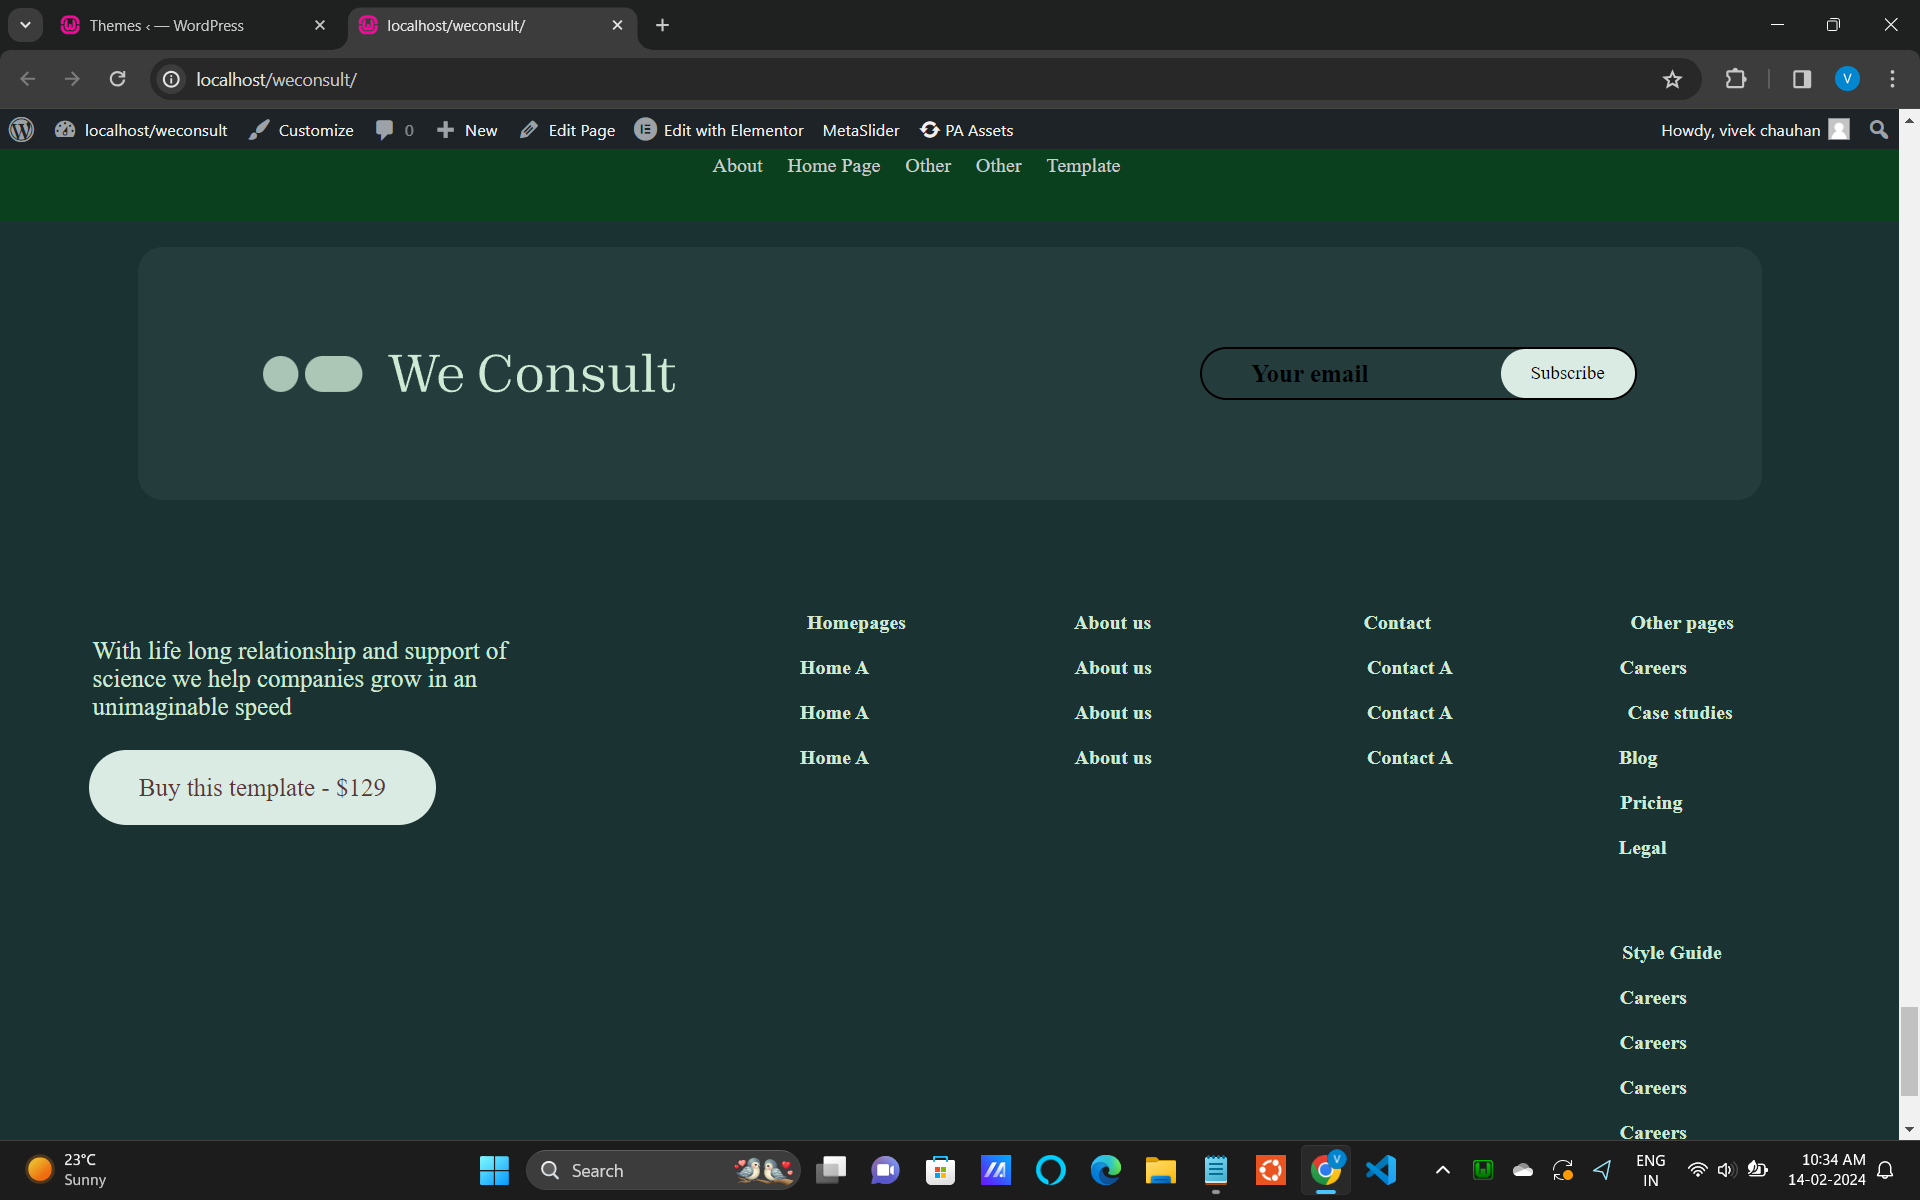 Themes ‹ — WordPress
localhost/weconsult/
localhost/weconsult/
V
localhost/weconsult
Customize
0
New
Edit Page
Edit with Elementor
MetaSlider
PA Assets
Howdy, vivek chauhan
About
Home Page
Other
Other
Template
We Consult
Your email
Subscribe
With life long relationship and support of
science we help companies grow in an
unimaginable speed
Buy this template - $129
Homepages
Home A
Home A
Home A
About us
About us
About us
About us
Contact
Contact A
Contact A
Contact A
Other pages
Careers
Case studies
Blog
Pricing
Legal
Style Guide
Careers
Careers
Careers
Careers
23°C
Sunny
Search
V
ENG
IN
10:34 AM
14-02-2024